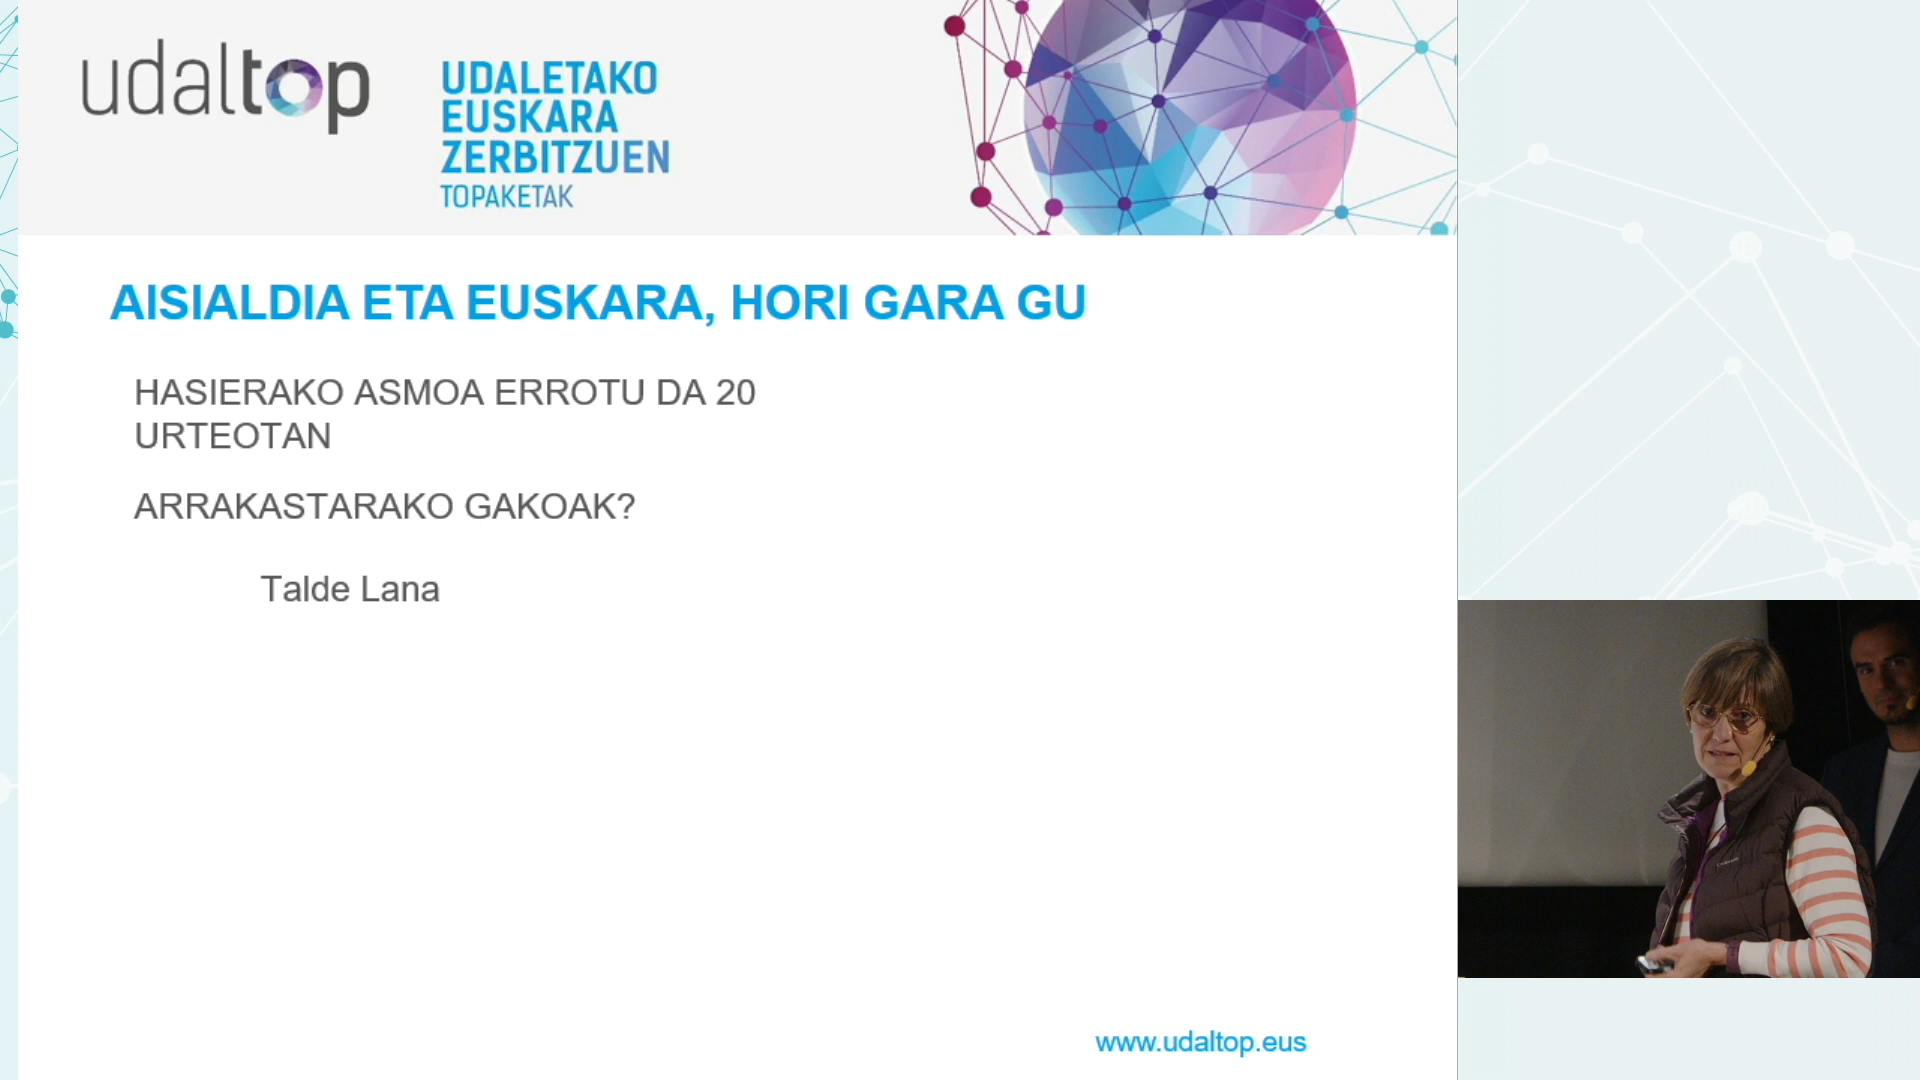 udaltop
UDALETAKO
EUSKARA
ZERBITZUEN
TOPAKETAK
AISIALDIA ETA EUSKARA, HORI GARA GU
HASIERAKO ASMOA ERROTU DA 20
URTEOTAN
ARRAKASTARAKO GAKOAK?
Talde Lana
www.udaltop.eus